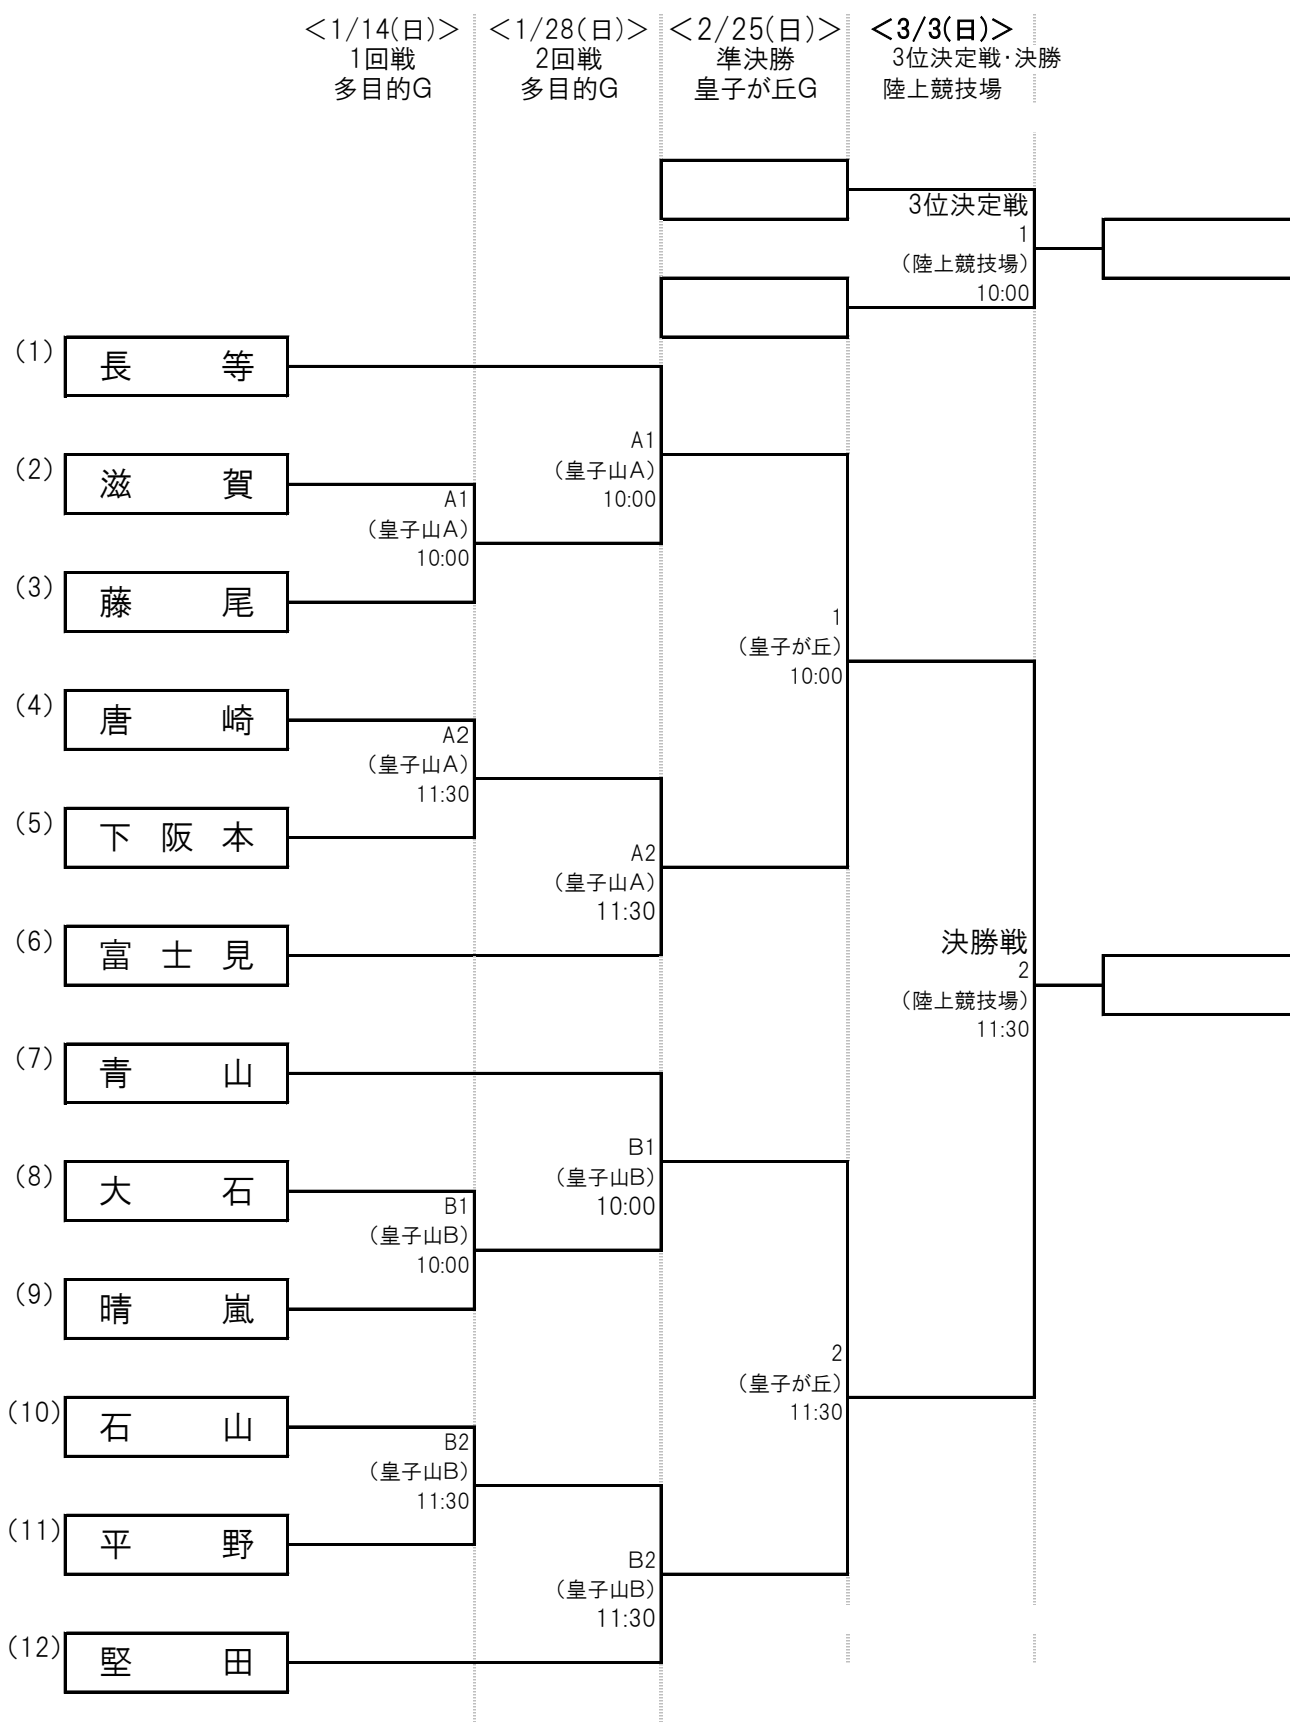 ＜1/14(日)＞ ＜1/28(日)＞ ＜2/25(日)＞ ＜3/3(日)＞
1回戦 2回戦 準決勝 3位決定戦・決勝
多目的G 多目的G 皇子が丘G 陸上競技場
3位決定戦
1
（陸上競技場）
10:00
(1) 長等
A1
（皇子山A）
10:00
(2) 滋賀
A1
（皇子山A）
10:00
(3) 藤尾
1
（皇子が丘）
10:00
(4) 唐崎
A2
（皇子山A）
11:30
(5) 下阪本
A2
（皇子山A）
11:30
(6) 富士見
決勝戦
2
（陸上競技場）
11:30
(7) 青山
B1
（皇子山B）
10:00
(8) 大石
B1
（皇子山B）
10:00
(9) 晴嵐
2
（皇子が丘）
11:30
(10) 石山
B2
（皇子山B）
11:30
(11) 平野
B2
（皇子山B）
11:30
(12) 堅田